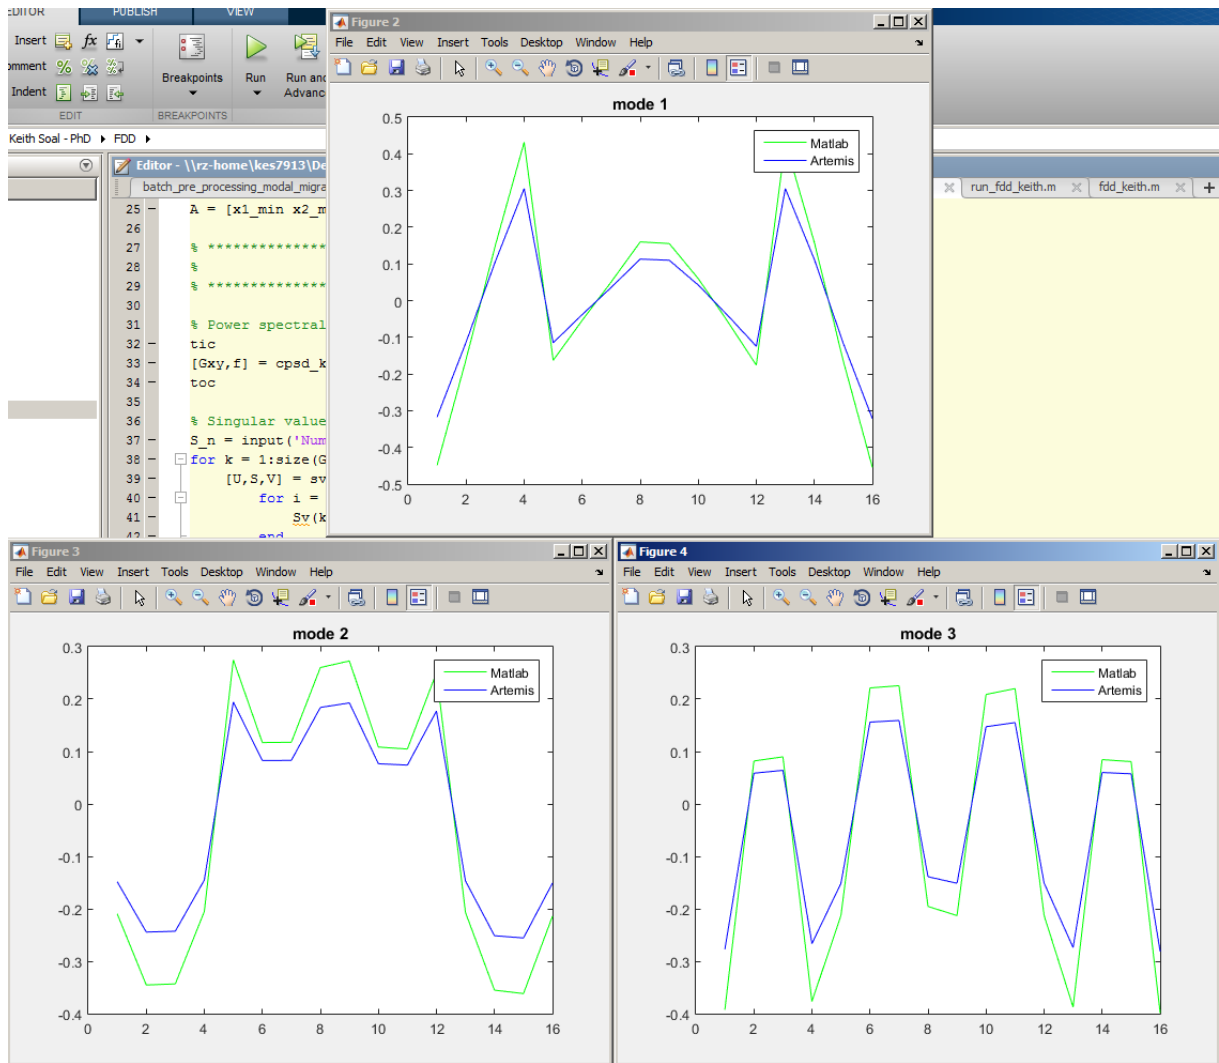 EDITOR PUBLISH VIEW
Insert fx fi
Comment % % %
Indent
Breakpoints Run Run and
Advanc
EDIT BREAKPOINTS
Keith Soal - PhD FDD
Editor - \\rz-home\kes7913\De
batch_pre_processing_modal_migra run_fdd_keith.m fdd_keith.m +
25 A = [x1_min x2_m
26
27 % **************
28 %
29 % **************
30
31 % Power spectral
32 tic
33 [Gxy,f] = cpsd_k
34 toc
35
36 % Singular value
37 S_n = input('Num
38 for k = 1:size(G
39 [U,S,V] = sv
40 for i =
41 Sv(k
42 end
Figure 2
File Edit View Insert Tools Desktop Window Help
mode 1
Matlab
Artemis
0.5
0.4
0.3
0.2
0.1
0
-0.1
-0.2
-0.3
-0.4
-0.5
0 2 4 6 8 10 12 14 16
Figure 3
File Edit View Insert Tools Desktop Window Help
mode 2
Matlab
Artemis
0.3
0.2
0.1
0
-0.1
-0.2
-0.3
-0.4
0 2 4 6 8 10 12 14 16
Figure 4
File Edit View Insert Tools Desktop Window Help
mode 3
Matlab
Artemis
0.3
0.2
0.1
0
-0.1
-0.2
-0.3
-0.4
0 2 4 6 8 10 12 14 16